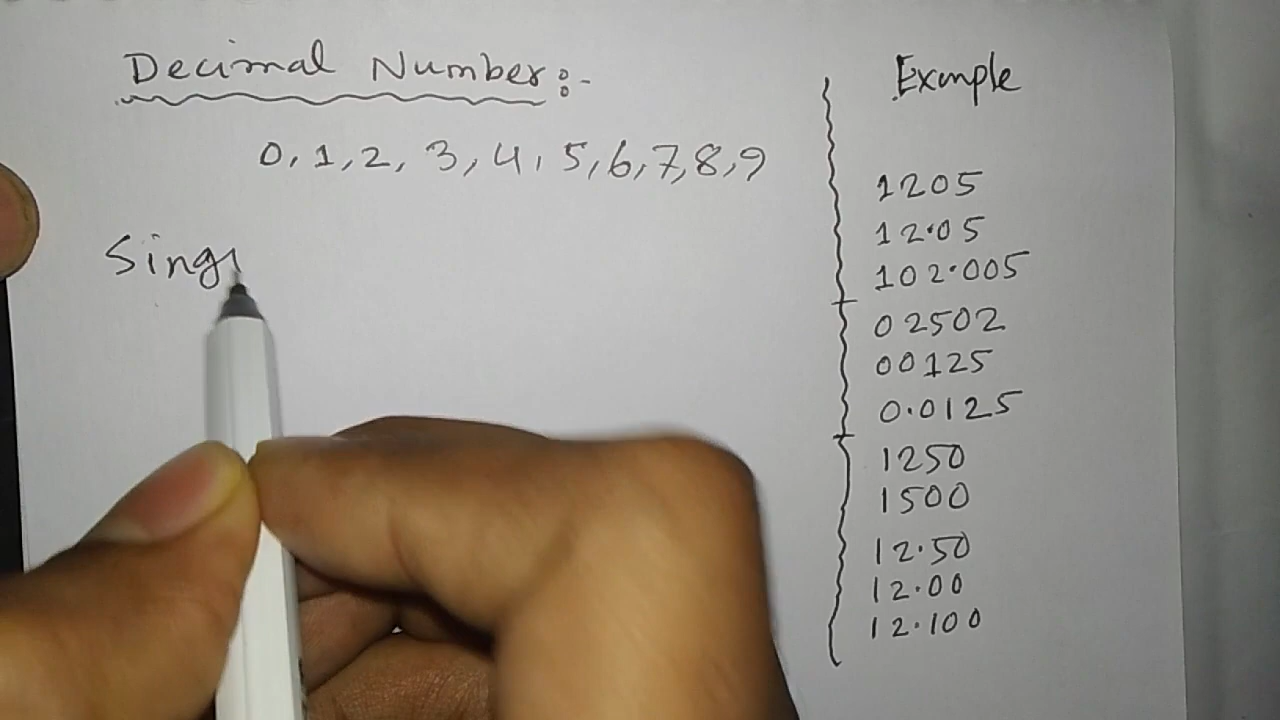 Decimal Number:-
0, 1, 2, 3, 4, 5, 6, 7, 8, 9
Sing
Exmple
1205
12.05
102.005
02502
00125
0.0125
1250
1500
12.50
12.00
12.100